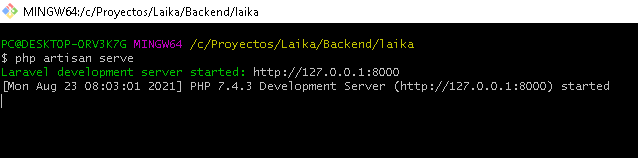 MINGW64:/c/Proyectos/Laika/Backend/laika
PC@DESKTOP-ORV3K7G MINGW64 /c/Proyectos/Laika/Backend/laika
$ php artisan serve
Laravel development server started: http://127.0.0.1:8000
[Mon Aug 23 08:03:01 2021] PHP 7.4.3 Development Server (http://127.0.0.1:8000) started